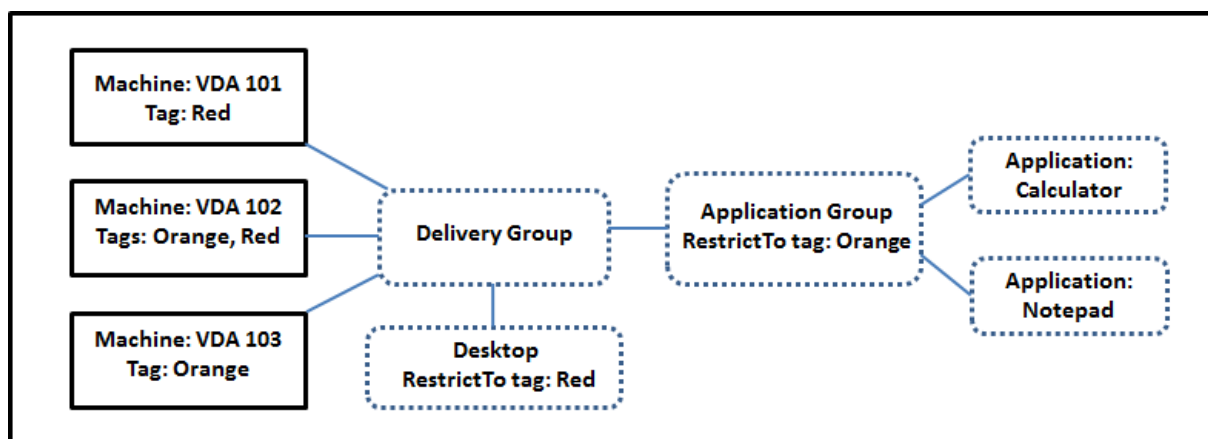 Machine: VDA 101
Tag: Red
Machine: VDA 102
Tags: Orange, Red
Machine: VDA 103
Tag: Orange
Delivery Group
Desktop
RestrictTo tag: Red
Application Group
RestrictTo tag: Orange
Application:
Calculator
Application:
Notepad